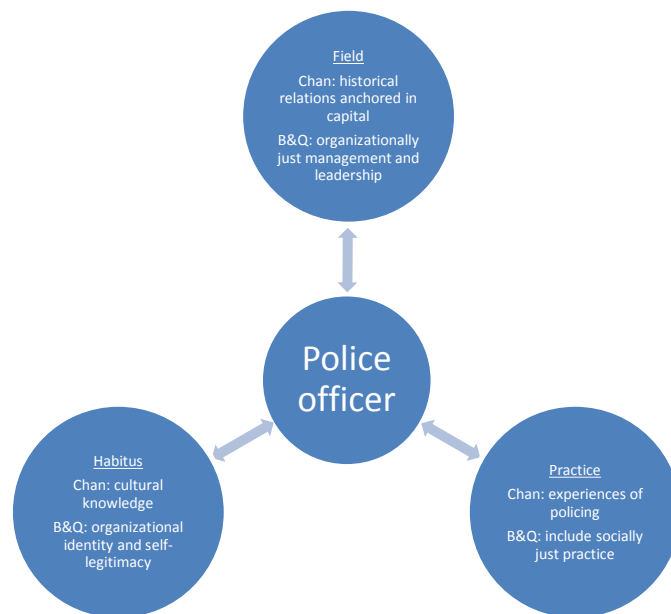 Field
Chan: historical
relations anchored in
capital
B&Q: organizationally
just management and
leadership
Police
officer
Habitus
Chan: cultural
knowledge
B&Q: organizational
identity and self-
legitimacy
Practice
Chan: experiences of
policing
B&Q: include socially
just practice